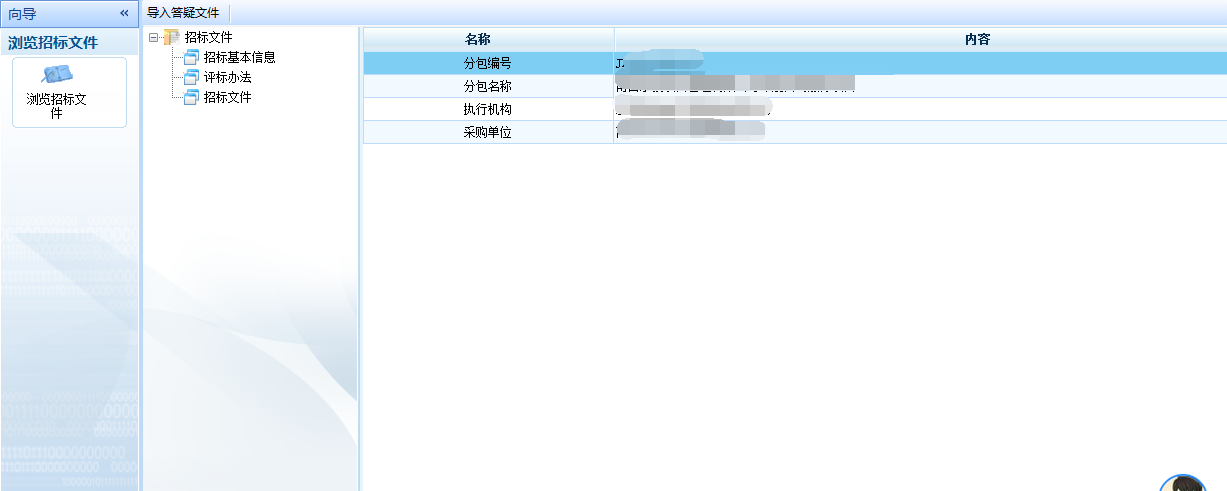 向导
浏览招标文件
浏览招标文
件
导入答疑文件
招标文件
招标基本信息
评标办法
招标文件
名称 内容
分包编号
分包名称
执行机构
采购单位